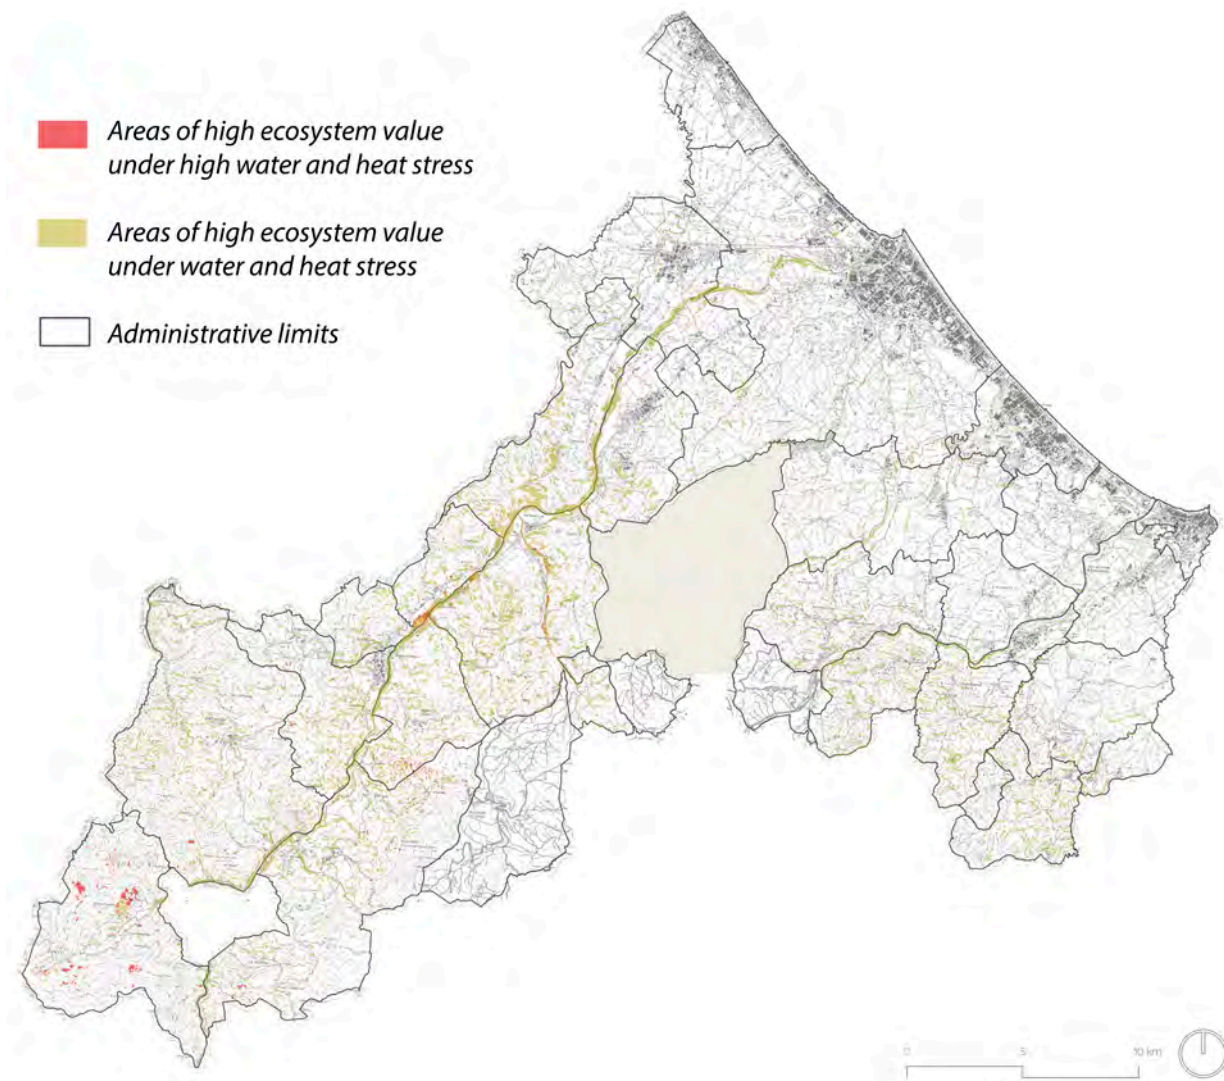 Areas of high ecosystem value
under high water and heat stress
Areas of high ecosystem value
under water and heat stress
Administrative limits
0
5
10 km